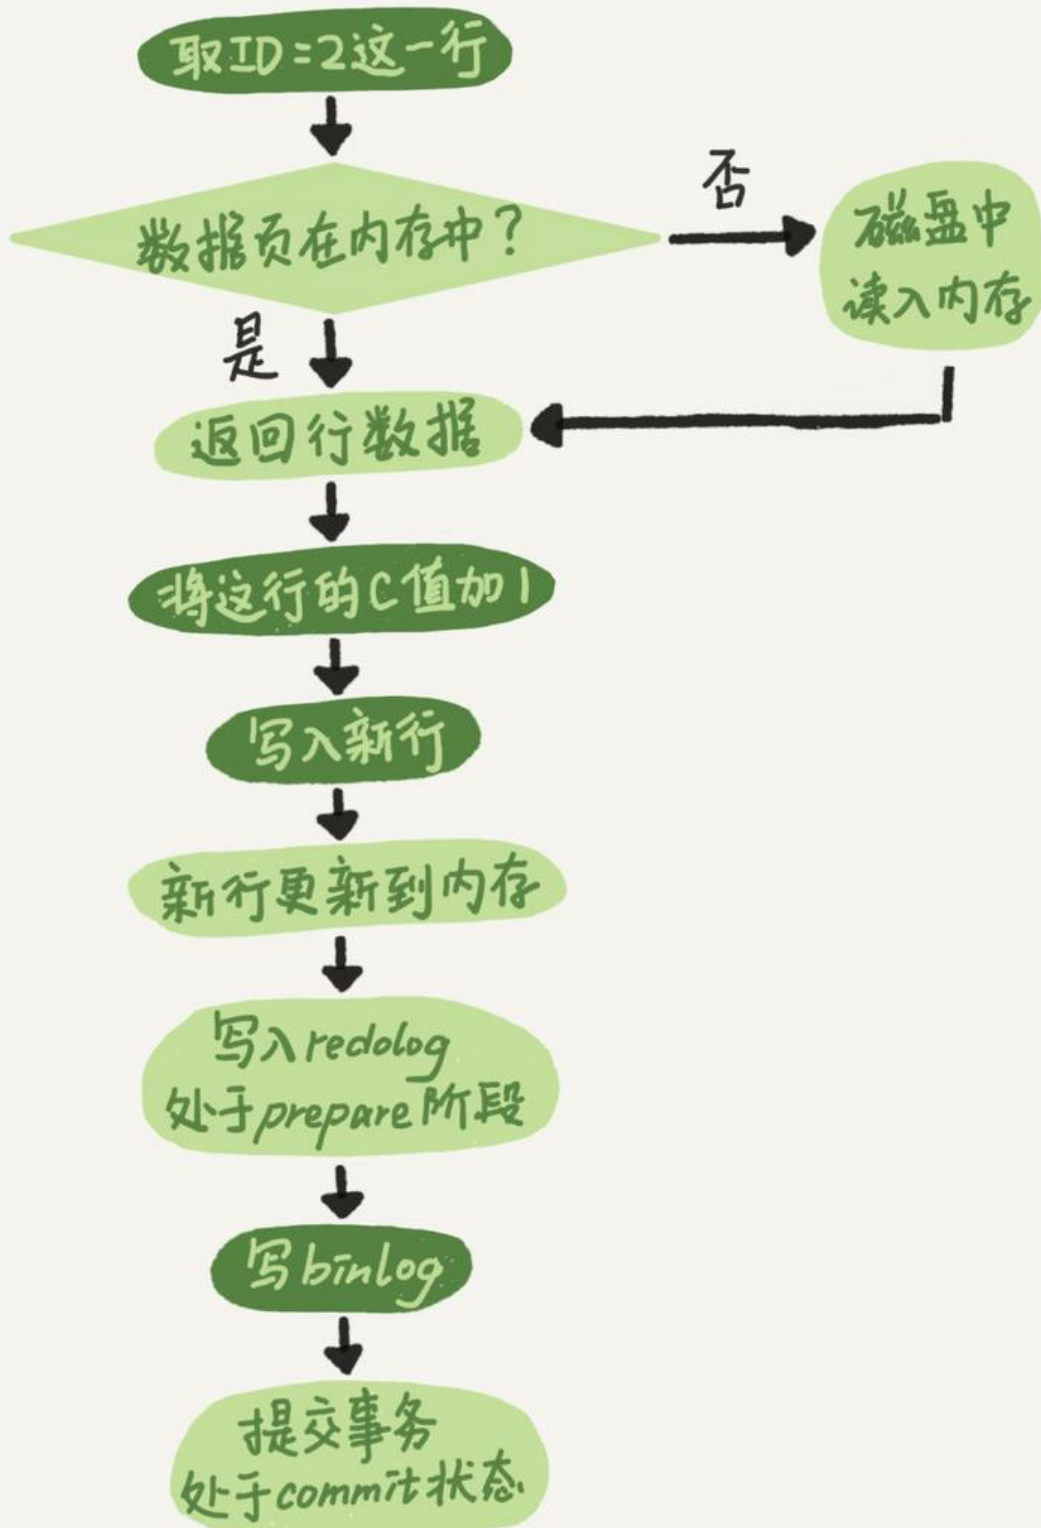 取ID=2这一行
数据页在内存中？
否
磁盘中
读入内存
是
返回行数据
将这行的C值加1
写入新行
新行更新到内存
写入redolog
处于prepare阶段
写binlog
提交事务
处于commit状态